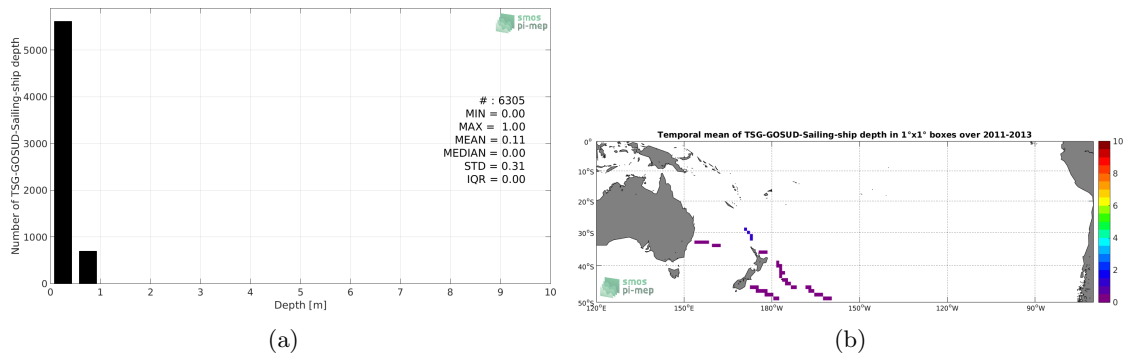 smos
pi-mep
Number of TSG-GOSUD-Sailing-ship depth
5000
4000
3000
2000
1000
0
# : 6305
MIN = 0.00
MAX = 1.00
MEAN = 0.11
MEDIAN = 0.00
STD = 0.31
IQR = 0.00
0 1 2 3 4 5 6 7 8 9 10
Depth [m]
(a)
Temporal mean of TSG-GOSUD-Sailing-ship depth in 1°x1° boxes over 2011-2013
0°
10°S
20°S
30°S
40°S
50°S
120°E 150°E 180°W 150°W 120°W 90°W
10
8
6
4
2
0
smos
pi-mep
(b)